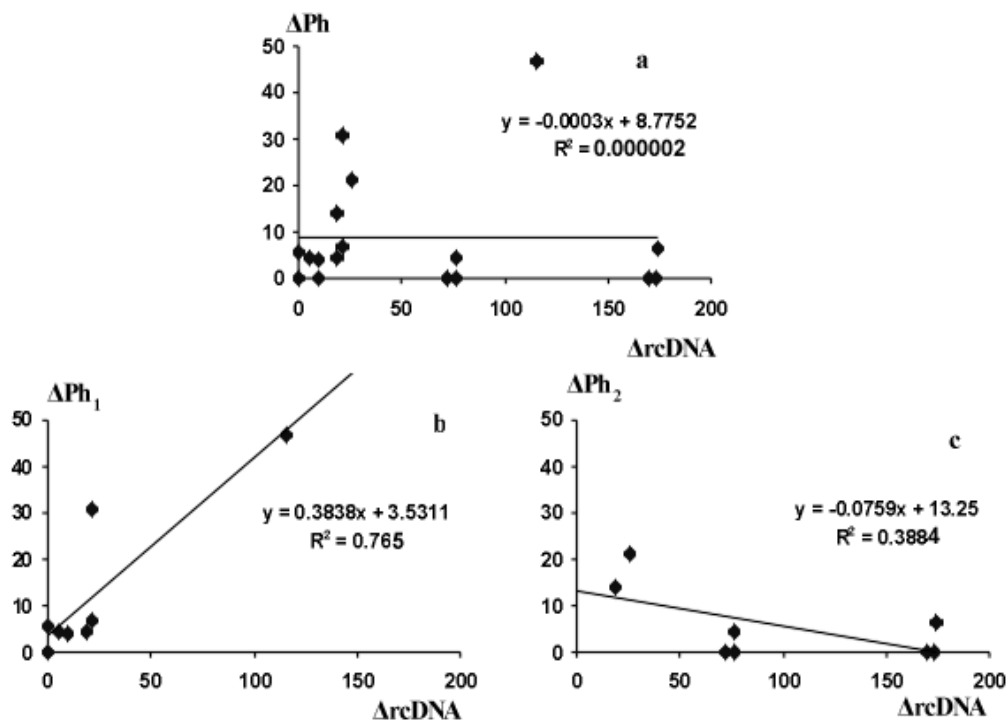 ΔPh
a
50
40
30
20
10
0
y = -0.0003x + 8.7752
R² = 0.000002
0 50 100 150 200
ΔrcDNA
ΔPh₁
b
50
40
30
20
10
0
y = 0.3838x + 3.5311
R² = 0.765
0 50 100 150 200
ΔrcDNA
ΔPh₂
c
50
40
30
20
10
0
y = -0.0759x + 13.25
R² = 0.3884
0 50 100 150 200
ΔrcDNA